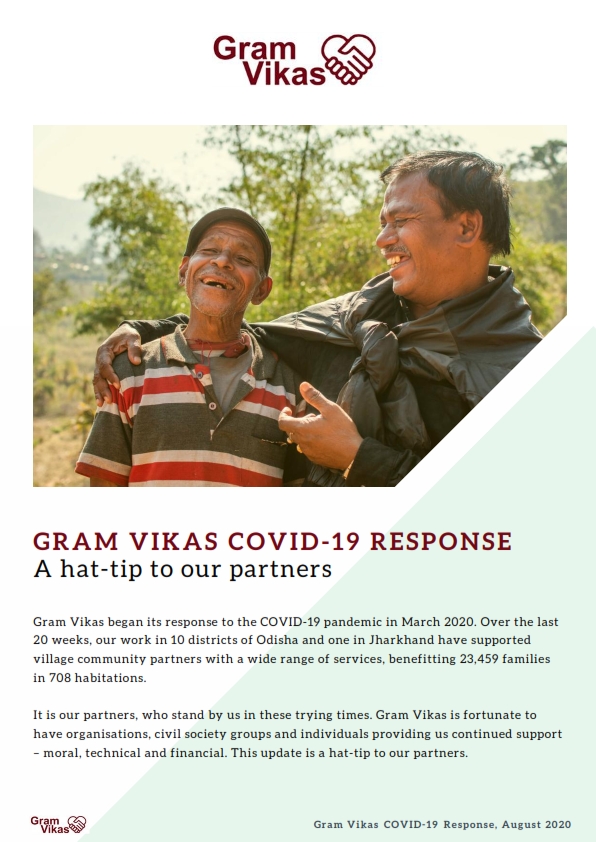 Gram
Vikas
GRAM VIKAS COVID-19 RESPONSE
A hat-tip to our partners
Gram Vikas began its response to the COVID-19 pandemic in March 2020. Over the last
20 weeks, our work in 10 districts of Odisha and one in Jharkhand have supported
village community partners with a wide range of services, benefitting 23,459 families
in 708 habitations.
It is our partners, who stand by us in these trying times. Gram Vikas is fortunate to
have organisations, civil society groups and individuals providing us continued support
– moral, technical and financial. This update is a hat-tip to our partners.
Gram
Vikas
Gram Vikas COVID-19 Response, August 2020